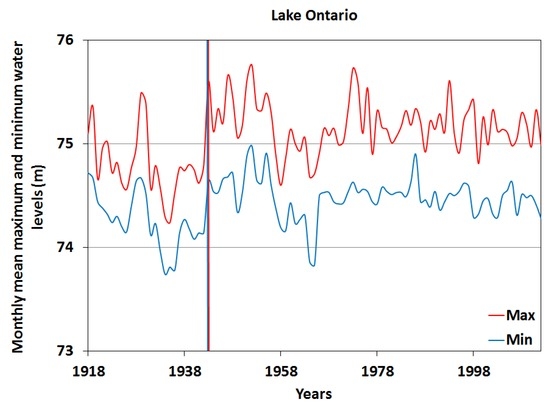 Lake Ontario
Monthly mean maximum and minimum water
levels (m)
76
75
74
73
Max
Min
1918 1938 1958 1978 1998
Years